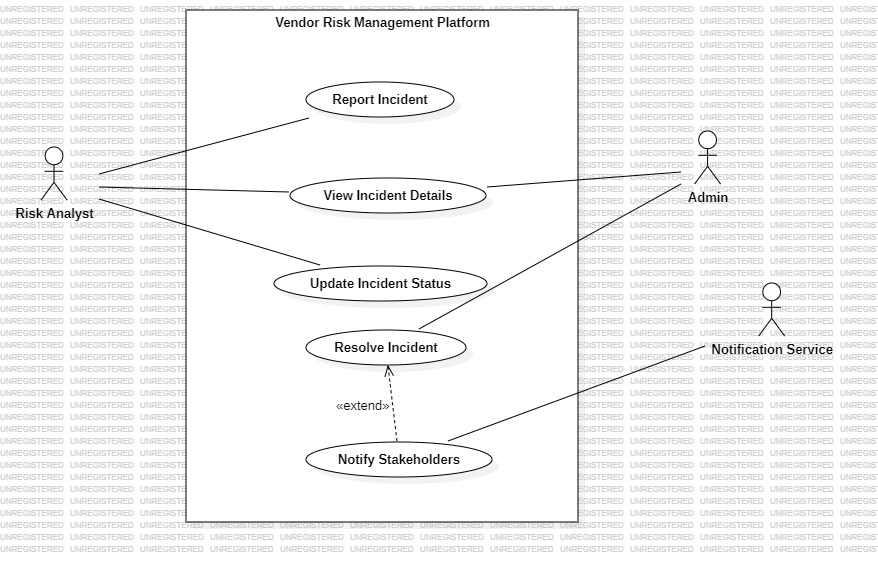 Vendor Risk Management Platform
Report Incident
View Incident Details
Update Incident Status
Resolve Incident
«extend»
Notify Stakeholders
Risk Analyst
Admin
Notification Service
UNREGISTERED